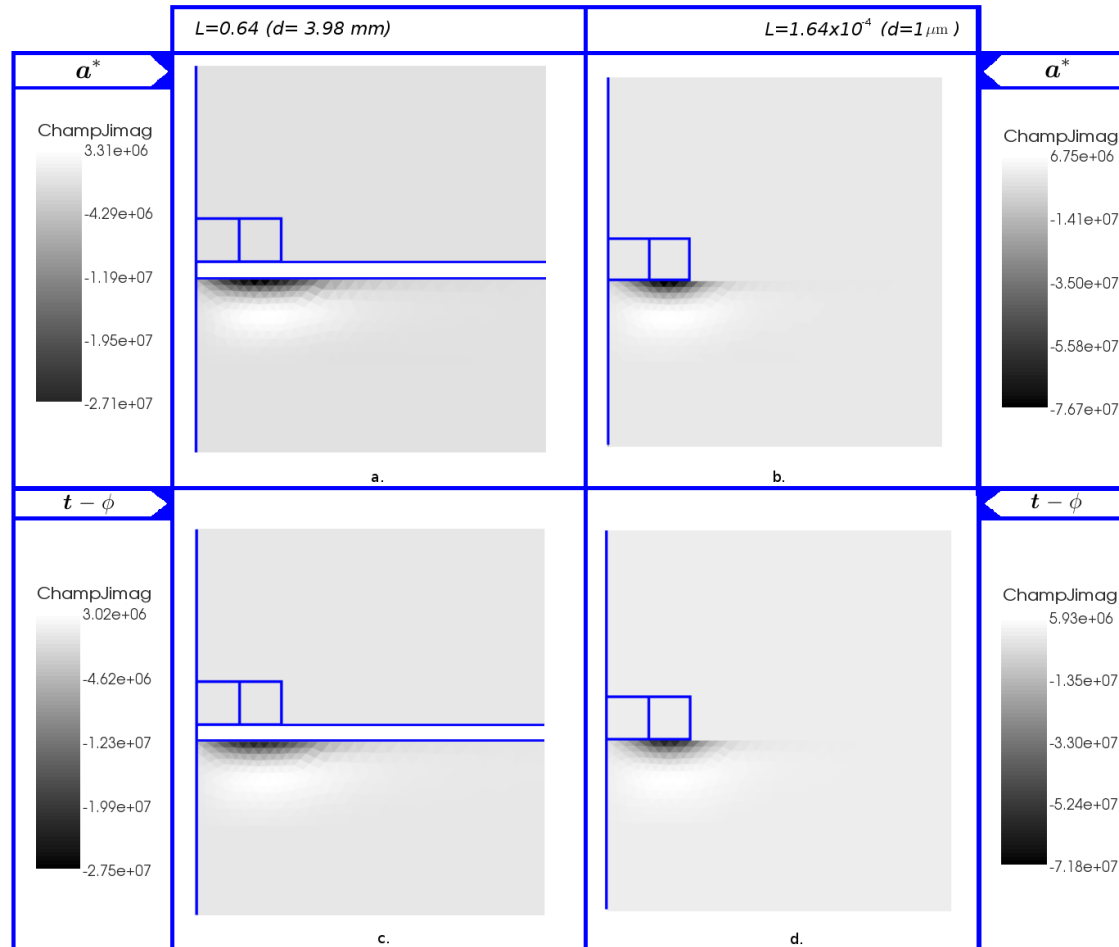 L=0.64 (d= 3.98 mm)
L=1.64x10⁻⁴ (d=1μm )
a*
a*
ChampJimag
3.31e+06
-4.29e+06
-1.19e+07
-1.95e+07
-2.71e+07
ChampJimag
6.75e+06
-1.41e+07
-3.50e+07
-5.58e+07
-7.67e+07
a.
b.
t − ϕ
t − ϕ
ChampJimag
3.02e+06
-4.62e+06
-1.23e+07
-1.99e+07
-2.75e+07
ChampJimag
5.93e+06
-1.35e+07
-3.30e+07
-5.24e+07
-7.18e+07
c.
d.